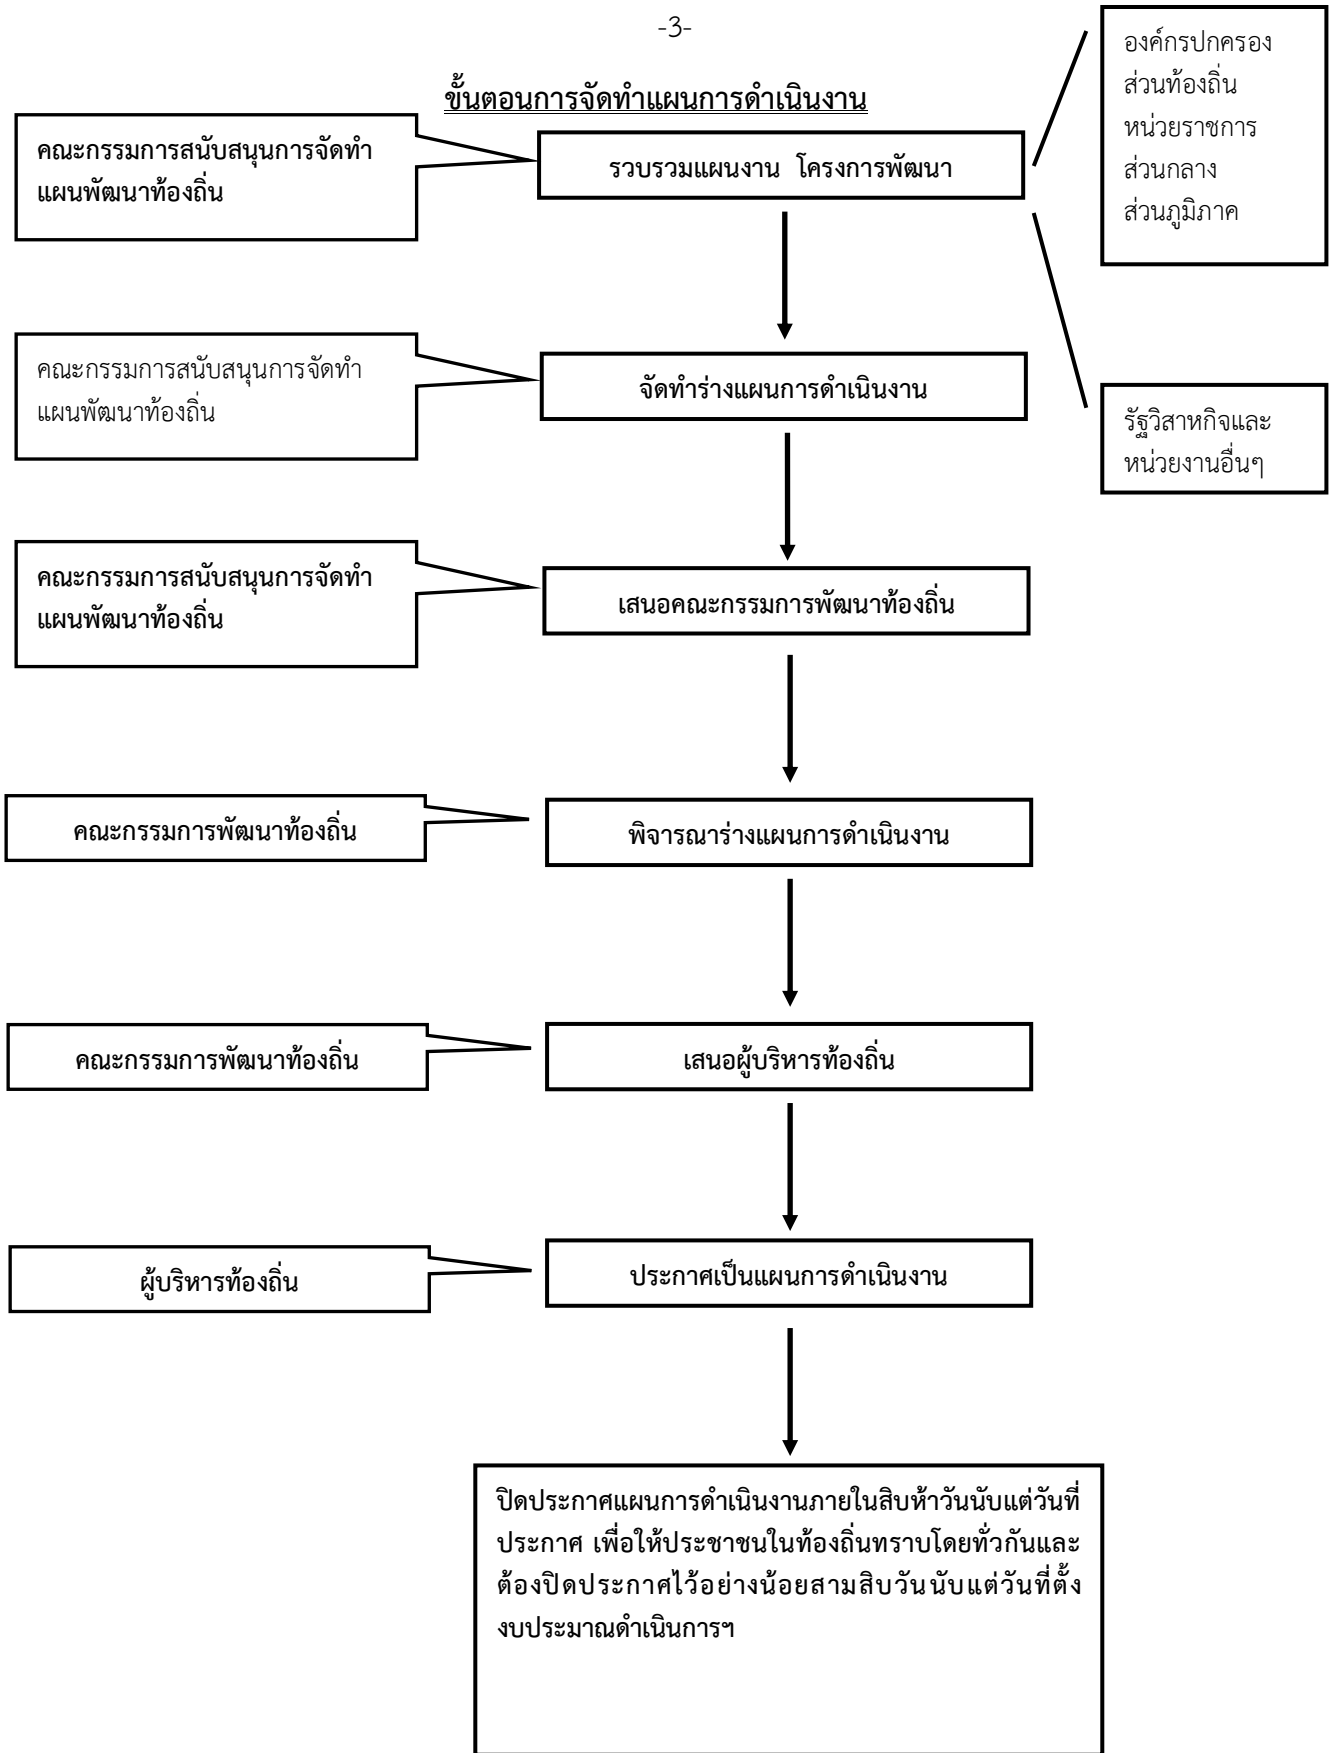 -3-
ขั้นตอนการจัดทำแผนการดำเนินงาน
องค์กรปกครอง
ส่วนท้องถิ่น
หน่วยราชการ
ส่วนกลาง
ส่วนภูมิภาค
คณะกรรมการสนับสนุนการจัดทำ
แผนพัฒนาท้องถิ่น
รวบรวมแผนงาน โครงการพัฒนา
คณะกรรมการสนับสนุนการจัดทำ
แผนพัฒนาท้องถิ่น
จัดทำร่างแผนการดำเนินงาน
รัฐวิสาหกิจและ
หน่วยงานอื่นๆ
คณะกรรมการสนับสนุนการจัดทำ
แผนพัฒนาท้องถิ่น
เสนอคณะกรรมการพัฒนาท้องถิ่น
คณะกรรมการพัฒนาท้องถิ่น
พิจารณาร่างแผนการดำเนินงาน
คณะกรรมการพัฒนาท้องถิ่น
เสนอผู้บริหารท้องถิ่น
ผู้บริหารท้องถิ่น
ประกาศเป็นแผนการดำเนินงาน
ปิดประกาศแผนการดำเนินงานภายในสิบห้าวันนับแต่วันที่
ประกาศ เพื่อให้ประชาชนในท้องถิ่นทราบโดยทั่วกันและ
ต้องปิดประกาศไว้อย่างน้อยสามสิบวันนับแต่วันที่ตั้ง
งบประมาณดำเนินการฯ